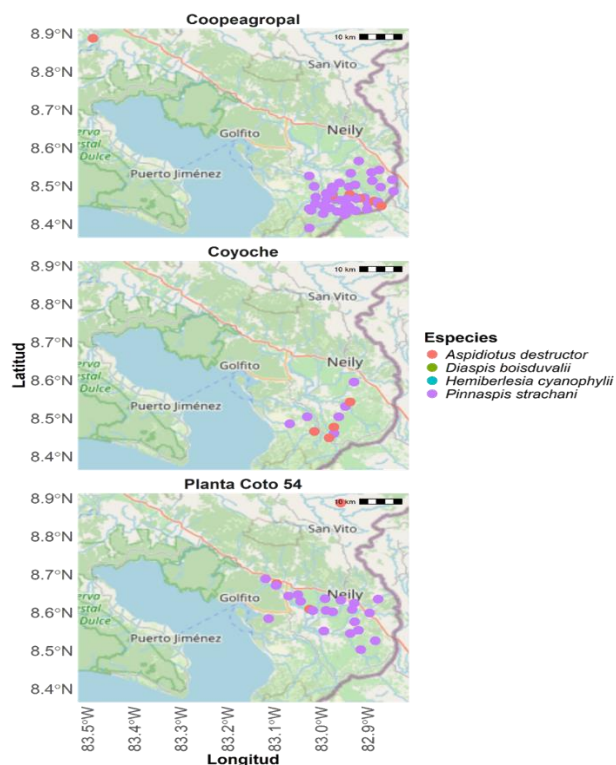 Coopeagropal
8.9°N
8.8°N
8.7°N
8.6°N
8.5°N
8.4°N
10 km
San Vito
Neily
Golfito
Puerto Jiménez
erva
estal
Dulce
Coyoche
8.9°N
8.8°N
8.7°N
8.6°N
8.5°N
8.4°N
10 km
San Vito
Neily
Golfito
Puerto Jiménez
Latitud
Especies
Aspidiotus destructor
Diaspis boisduvalii
Hemiberlesia cyanophylii
Pinnaspis strachani
Planta Coto 54
8.9°N
8.8°N
8.7°N
8.6°N
8.5°N
8.4°N
10 km
San Vito
Neily
Golfito
Puerto Jiménez
83.5°W
83.4°W
83.3°W
83.2°W
83.1°W
83.0°W
82.9°W
Longitud